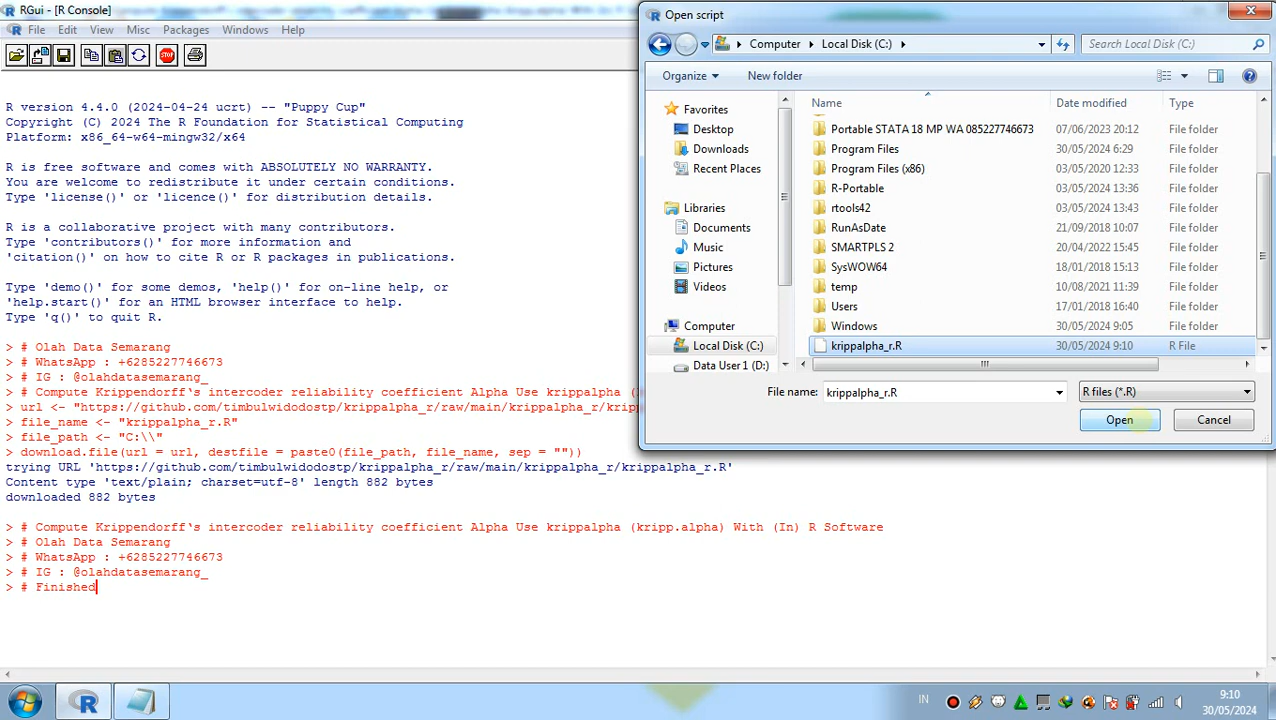 RGui - [R Console]
File Edit View Misc Packages Windows Help
R version 4.4.0 (2024-04-24 ucrt) -- "Puppy Cup"
Copyright (C) 2024 The R Foundation for Statistical Computing
Platform: x86_64-w64-mingw32/x64
R is free software and comes with ABSOLUTELY NO WARRANTY.
You are welcome to redistribute it under certain conditions.
Type 'license()' or 'licence()' for distribution details.
R is a collaborative project with many contributors.
Type 'contributors()' for more information and
'citation()' on how to cite R or R packages in publications.
Type 'demo()' for some demos, 'help()' for on-line help, or
'help.start()' for an HTML browser interface to help.
Type 'q()' to quit R.
> # Olah Data Semarang
> # WhatsApp : +6285227746673
> # IG : @olahdatasemarang_
> # Compute Krippendorff‘s intercoder reliability coefficient Alpha Use krippalpha (
> url <- "https://github.com/timbulwidodostp/krippalpha_r/raw/main/krippalpha_r/kripp
> file_name <- "krippalpha_r.R"
> file_path <- "C:\\"
> download.file(url = url, destfile = paste0(file_path, file_name, sep = ""))
trying URL 'https://github.com/timbulwidodostp/krippalpha_r/raw/main/krippalpha_r/krippalpha_r.R'
Content type 'text/plain; charset=utf-8' length 882 bytes
downloaded 882 bytes
> # Compute Krippendorff‘s intercoder reliability coefficient Alpha Use krippalpha (kripp.alpha) With (In) R Software
> # Olah Data Semarang
> # WhatsApp : +6285227746673
> # IG : @olahdatasemarang_
> # Finished
Open script
Computer Local Disk (C:)
Search Local Disk (C:)
Organize New folder
Favorites
Desktop
Downloads
Recent Places
Libraries
Documents
Music
Pictures
Videos
Computer
Local Disk (C:)
Data User 1 (D:)
Name Date modified Type
Portable STATA 18 MP WA 085227746673 07/06/2023 20:12 File folder
Program Files 30/05/2024 6:29 File folder
Program Files (x86) 03/05/2020 12:33 File folder
R-Portable 03/05/2024 13:36 File folder
rtools42 03/05/2024 13:43 File folder
RunAsDate 21/09/2018 10:07 File folder
SMARTPLS 2 20/04/2022 15:45 File folder
SysWOW64 18/01/2018 15:13 File folder
temp 10/08/2021 11:39 File folder
Users 17/01/2018 16:40 File folder
Windows 30/05/2024 9:05 File folder
krippalpha_r.R 30/05/2024 9:10 R File
File name: krippalpha_r.R R files (*.R)
Open Cancel
IN
9:10
30/05/2024